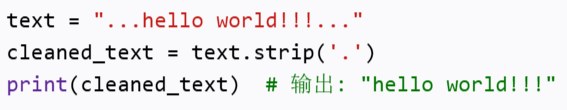 text = "...hello world!!!..."
cleaned_text = text.strip('.')
print(cleaned_text)  # 输出: "hello world!!!"